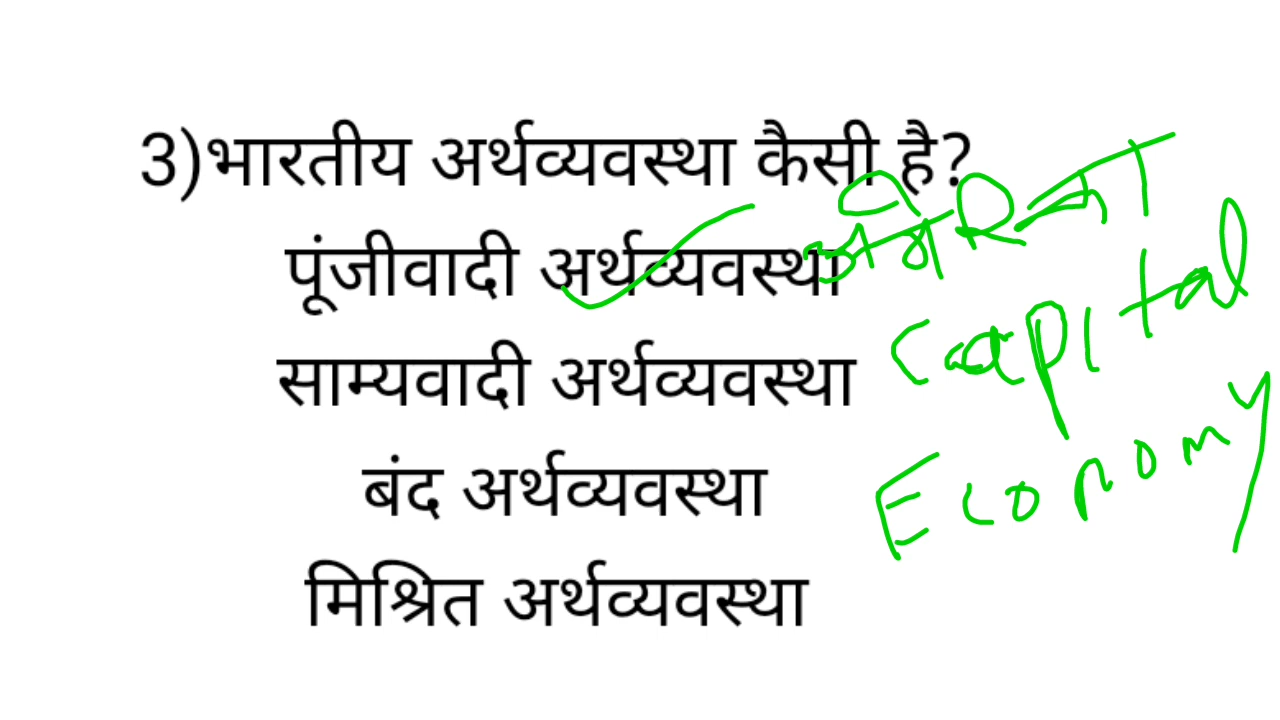 3)भारतीय अर्थव्यवस्था कैसी है?
पूंजीवादी अर्थव्यवस्था
साम्यवादी अर्थव्यवस्था
बंद अर्थव्यवस्था
मिश्रित अर्थव्यवस्था
Capital
Economy